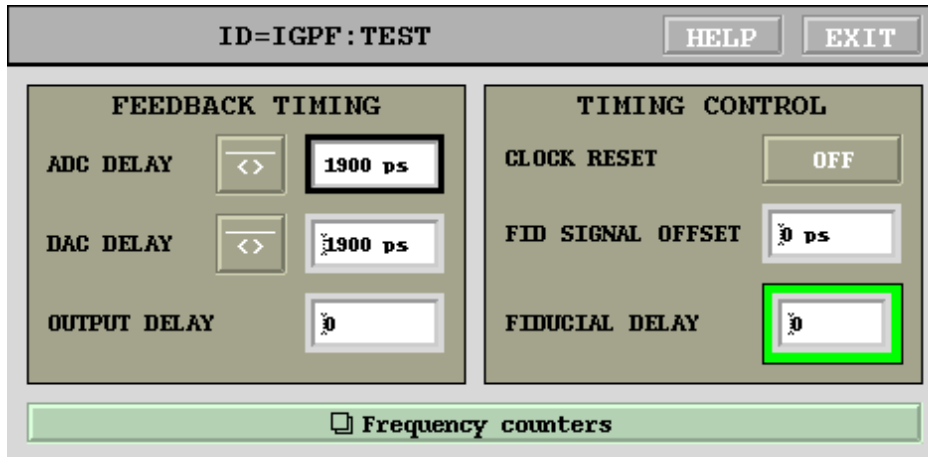 ID=IGPF:TEST HELP EXIT
FEEDBACK TIMING
ADC DELAY <> 1900 ps
DAC DELAY <> 1900 ps
OUTPUT DELAY 0
TIMING CONTROL
CLOCK RESET OFF
FID SIGNAL OFFSET 0 ps
FIDUCIAL DELAY 0
Frequency counters